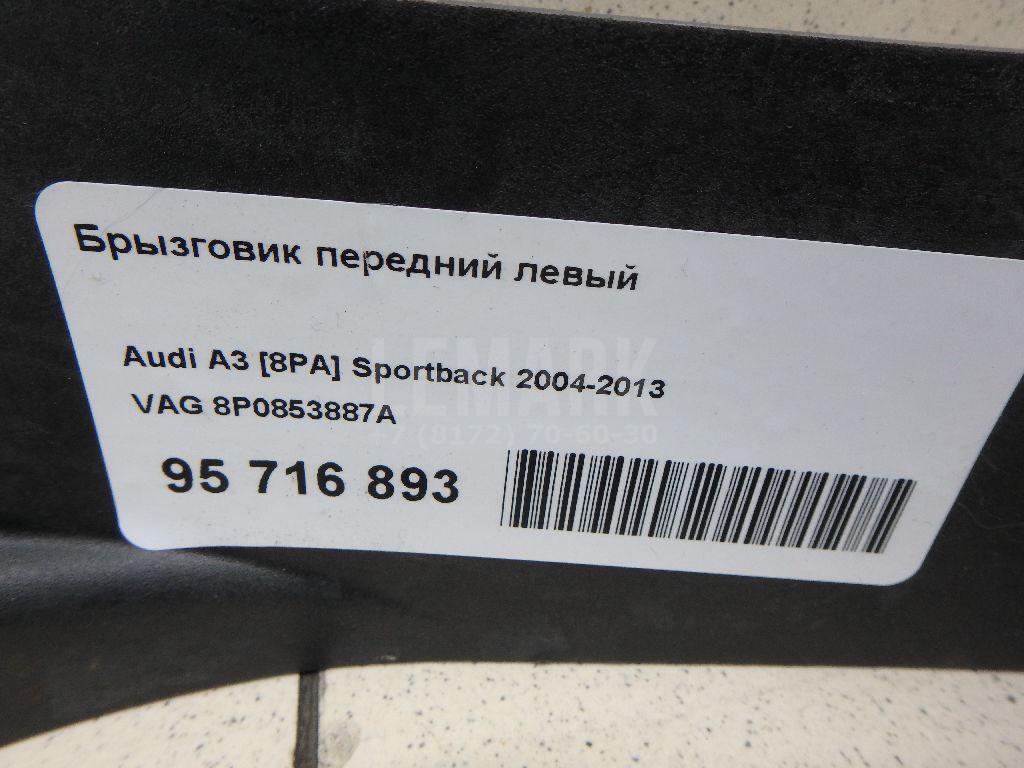 Брызговик передний левый
Audi A3 [8PA] Sportback 2004-2013
VAG 8P0853887A
95 716 893
LEMARK
+7 (8172) 70-60-30